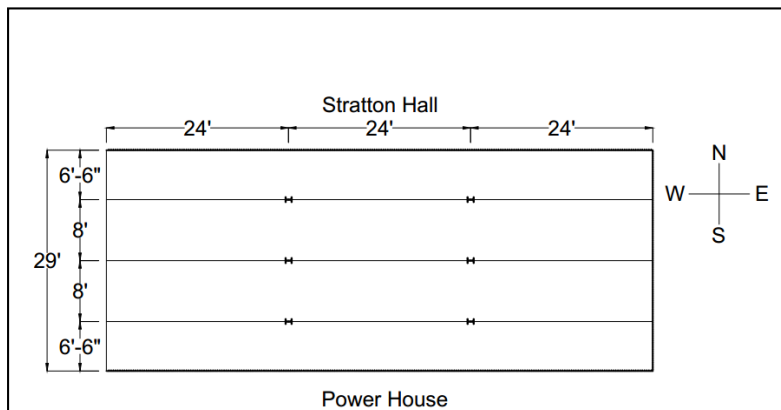 Stratton Hall
24' 24' 24'
6'-6"
N
W E
8'
S
29'
8'
6'-6"
Power House